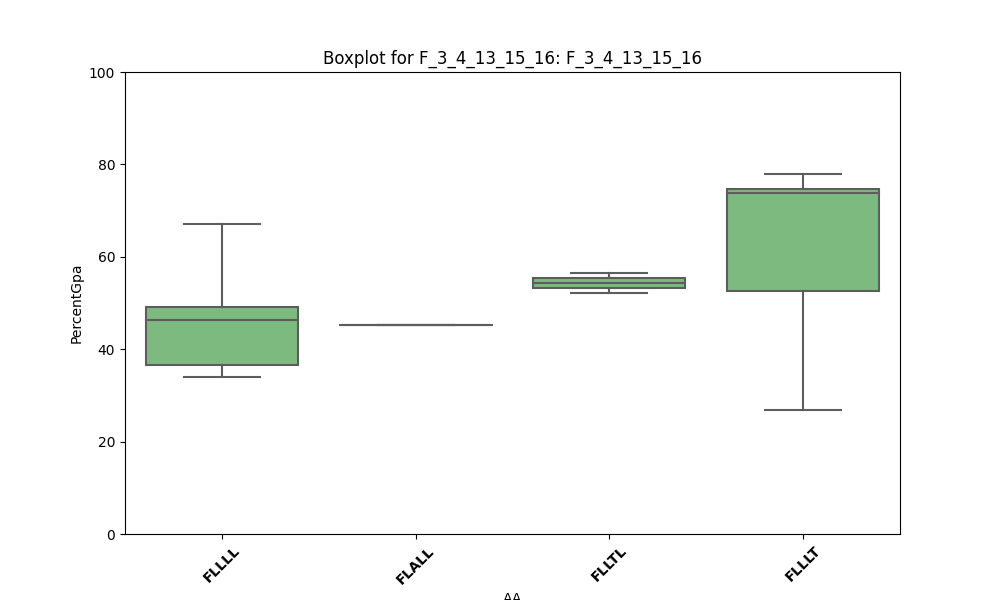 Boxplot for F_3_4_13_15_16: F_3_4_13_15_16
100
80
60
40
20
0
PercentGpa
FLLLL
FLALL
FLLTL
FLLLT
AA